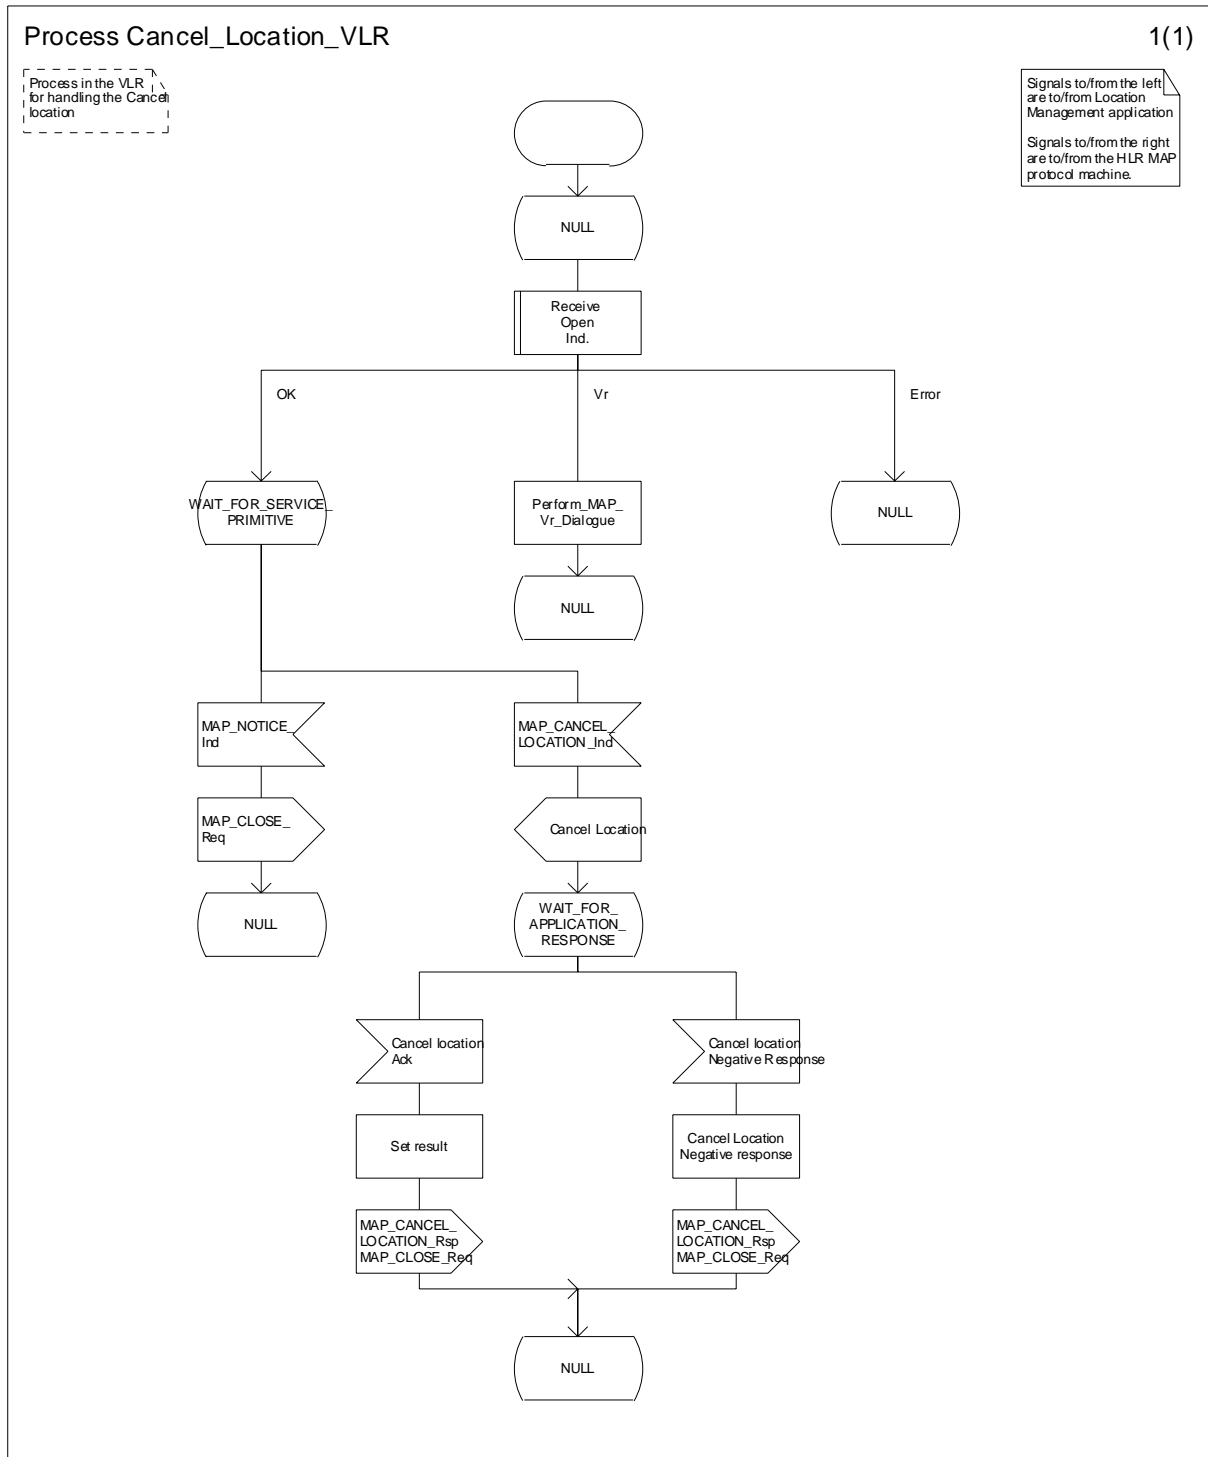 Process Cancel_Location_VLR
1(1)
Process in the VLR
for handling the Cancel
location
Signals to/from the left
are to/from Location
Management application
Signals to/from the right
are to/from the HLR MAP
protocol machine.
NULL
Receive
Open
Ind.
OK
Vr
Error
WAIT_FOR_SERVICE_
PRIMITIVE
Perform_MAP_
Vr_Dialogue
NULL
NULL
MAP_NOTICE_
Ind
MAP_CANCEL_
LOCATION_Ind
MAP_CLOSE_
Req
Cancel Location
NULL
WAIT_FOR_
APPLICATION_
RESPONSE
Cancel location
Ack
Cancel location
Negative Response
Set result
Cancel Location
Negative response
MAP_CANCEL_
LOCATION_Rsp
MAP_CLOSE_Req
MAP_CANCEL_
LOCATION_Rsp
MAP_CLOSE_Req
NULL